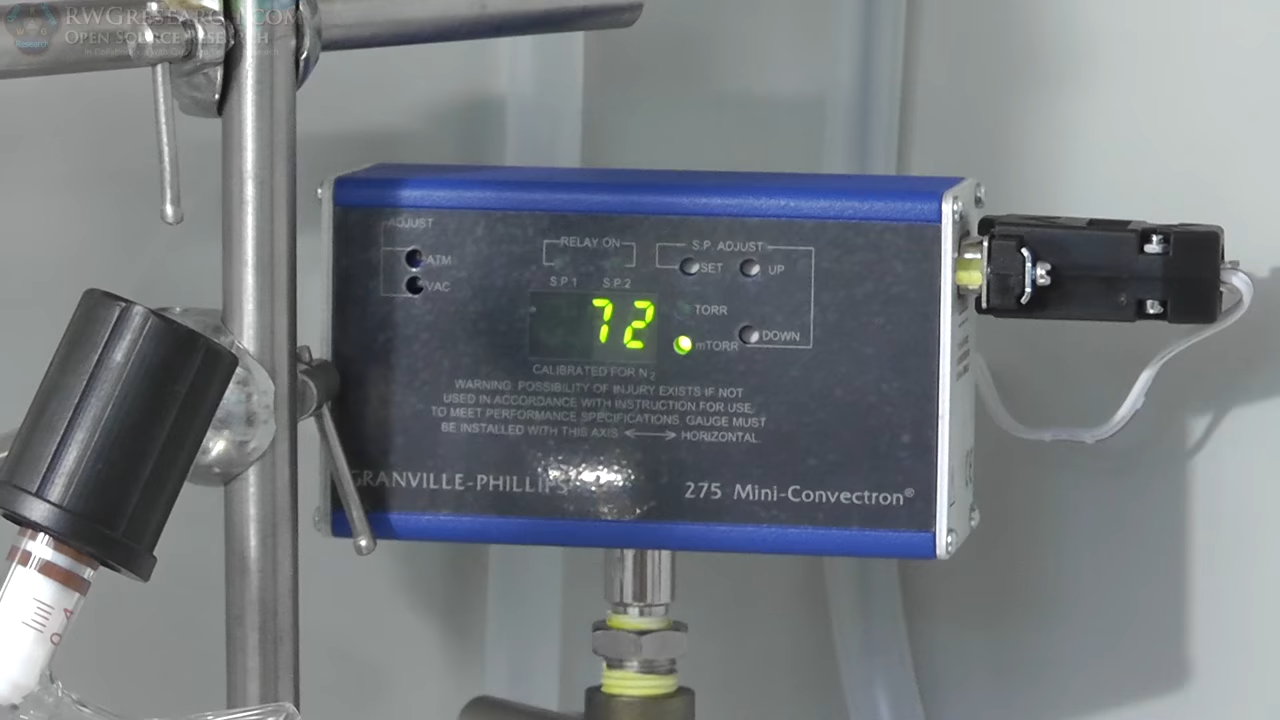 RWGresearch.com
Open Source Research
Research
ADJUST
ATM
VAC
RELAY ON
S.P.1 S.P.2
S.P. ADJUST
SET UP
DOWN
TORR
mTORR
72.
CALIBRATED FOR N2
WARNING: POSSIBILITY OF INJURY EXISTS IF NOT
USED IN ACCORDANCE WITH INSTRUCTION FOR USE.
TO MEET PERFORMANCE SPECIFICATIONS, GAUGE MUST
BE INSTALLED WITH THIS AXIS ←→ HORIZONTAL.
GRANVILLE-PHILLIPS
275 Mini-Convectron®